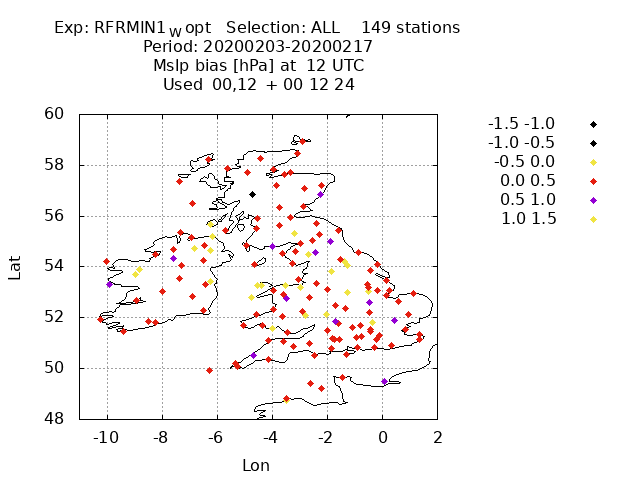 Exp: RFRMIN1_W opt Selection: ALL 149 stations
Period: 20200203-20200217
Mslp bias [hPa] at 12 UTC
Used 00,12 + 00 12 24
-1.5 -1.0
-1.0 -0.5
-0.5 0.0
0.0 0.5
0.5 1.0
1.0 1.5
60
58
56
54
52
50
48
Lat
-10 -8 -6 -4 -2 0 2
Lon